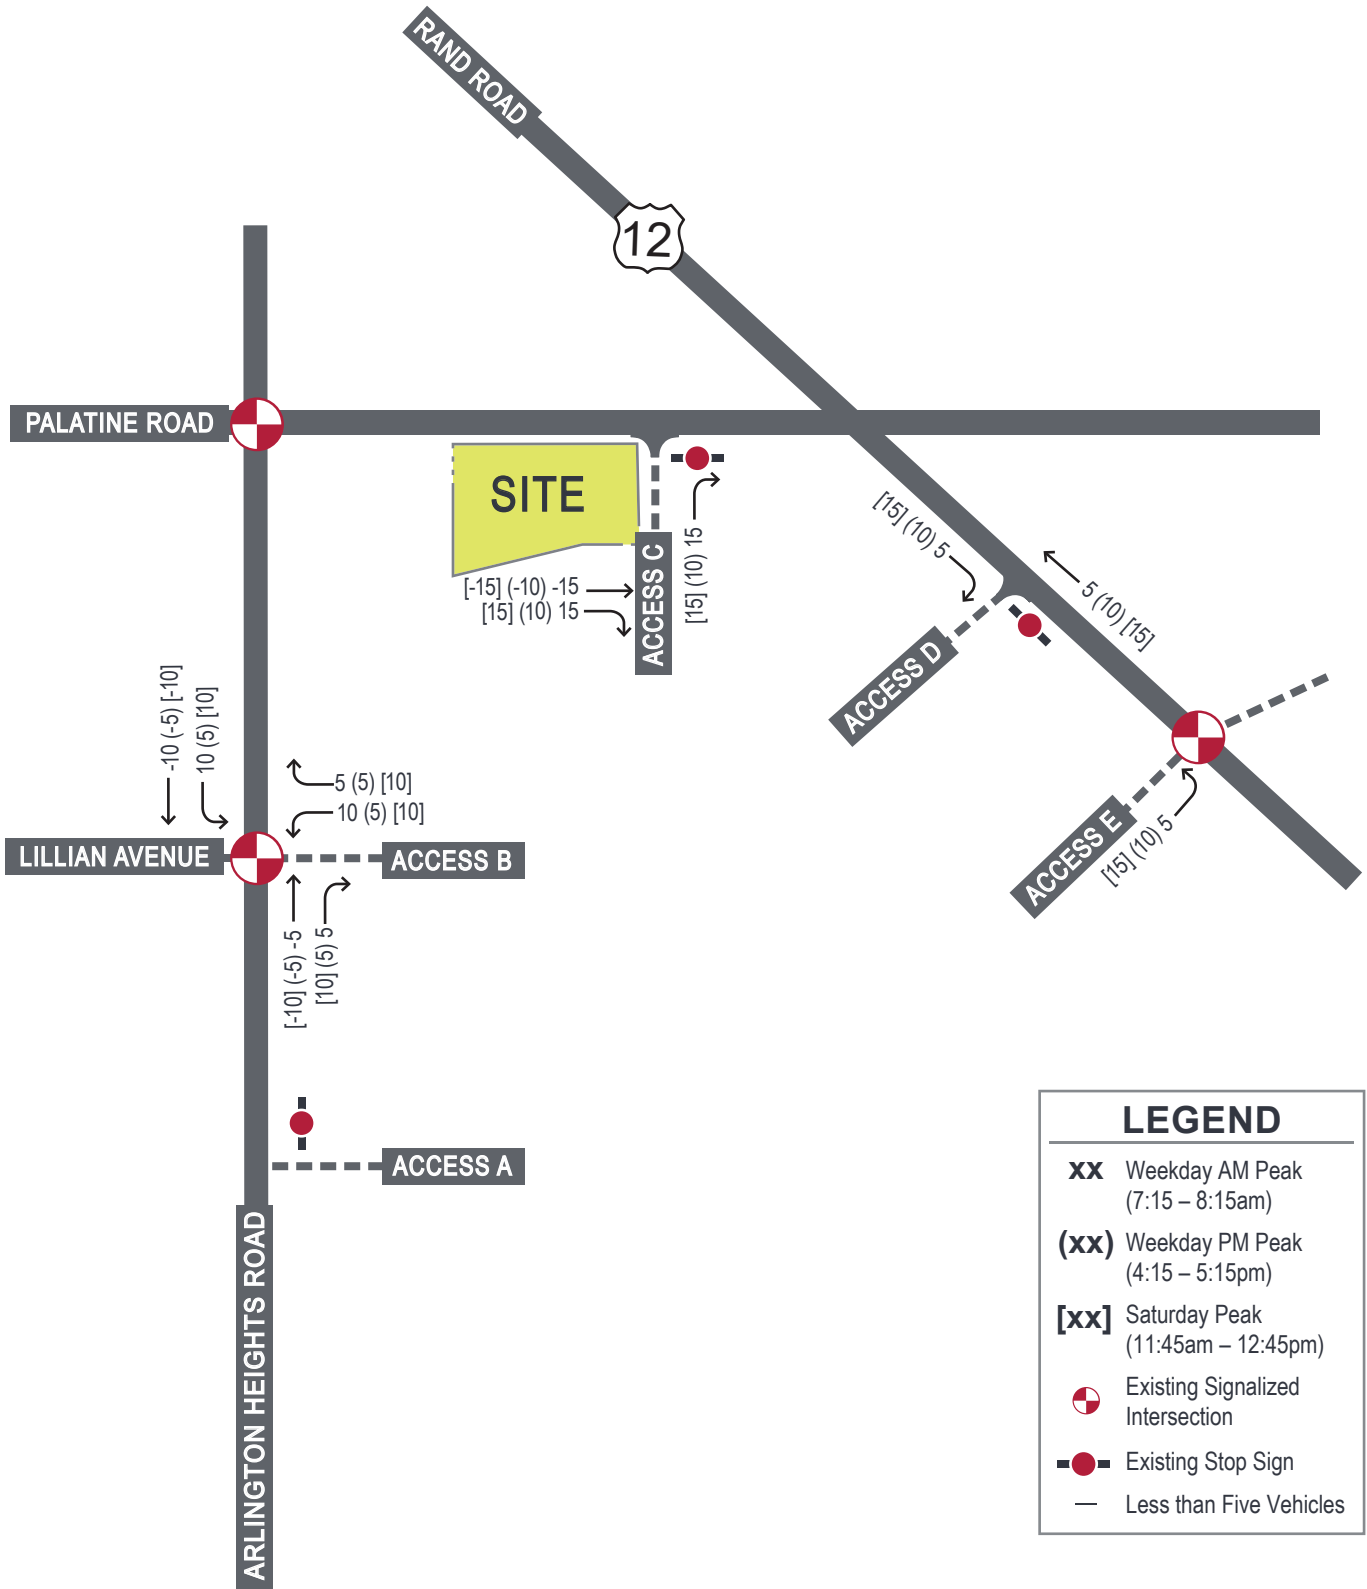 RAND ROAD
12
PALATINE ROAD
SITE
ACCESS C
[-15] (-10) -15
[15] (10) 15
[15] (10) 15
[15] (10) 5
5 (10) [15]
ACCESS D
ACCESS E
[15] (10) 5
-10 (-5) [-10]
10 (5) [10]
5 (5) [10]
10 (5) [10]
LILLIAN AVENUE
ACCESS B
[-10] (-5) -5
[10] (5) 5
ACCESS A
ARLINGTON HEIGHTS ROAD
LEGEND
xx Weekday AM Peak
(7:15 – 8:15am)
(xx) Weekday PM Peak
(4:15 – 5:15pm)
[xx] Saturday Peak
(11:45am – 12:45pm)
Existing Signalized
Intersection
Existing Stop Sign
— Less than Five Vehicles